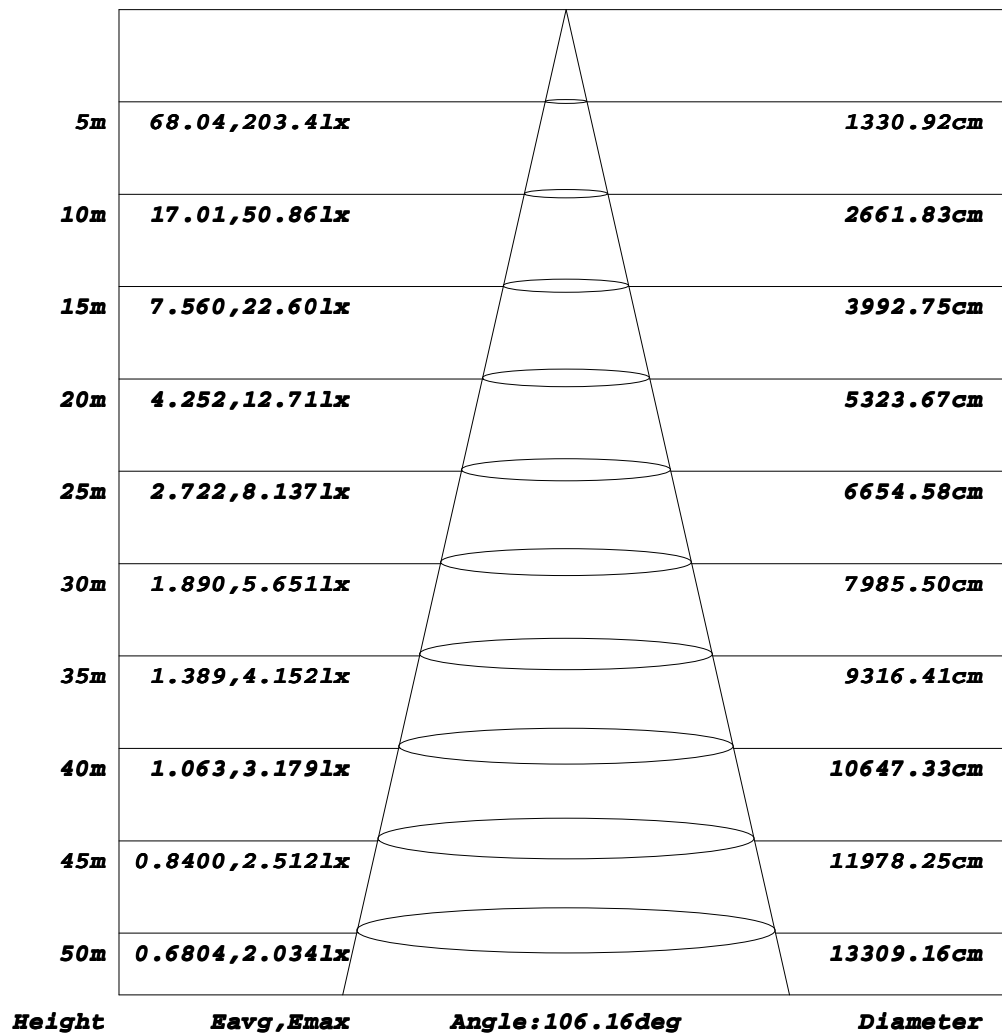 5m 68.04,203.4lx 1330.92cm
10m 17.01,50.86lx 2661.83cm
15m 7.560,22.60lx 3992.75cm
20m 4.252,12.71lx 5323.67cm
25m 2.722,8.137lx 6654.58cm
30m 1.890,5.651lx 7985.50cm
35m 1.389,4.152lx 9316.41cm
40m 1.063,3.179lx 10647.33cm
45m 0.8400,2.512lx 11978.25cm
50m 0.6804,2.034lx 13309.16cm
Height Eavg,Emax Angle:106.16deg Diameter